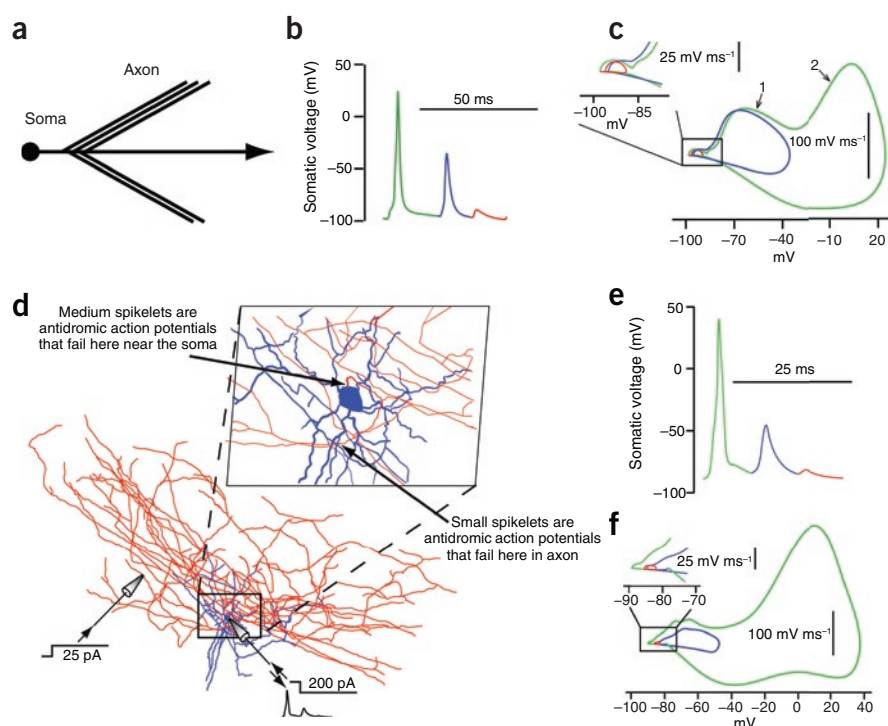 a
Axon
Soma
b
Somatic voltage (mV)
50
0
−50
−100
50 ms
c
25 mV ms−1
−100 −85
mV
1
2
100 mV ms−1
−100 −70 −40 −10 20
mV
d
Medium spikelets are
antidromic action potentials
that fail here near the soma
Small spikelets are
antidromic action potentials
that fail here in axon
25 pA
200 pA
e
Somatic voltage (mV)
50
0
−50
−100
25 ms
f
25 mV ms−1
−90 −80 −70
100 mV ms−1
−100 −80 −60 −40 −20 0 20 40
mV